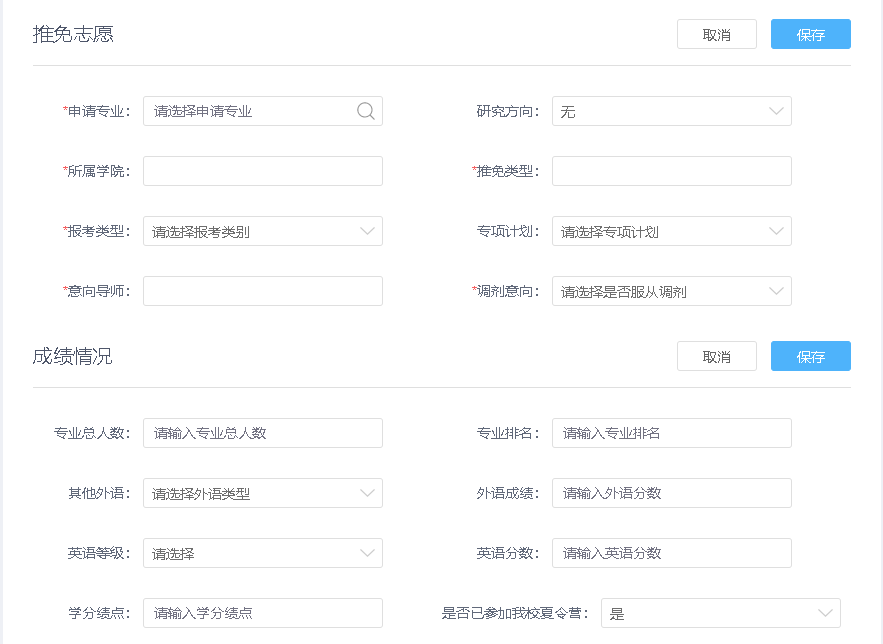 推免志愿 取消 保存
*申请专业： 请选择申请专业 研究方向： 无
*所属学院： *推免类型：
*报考类型： 请选择报考类别 专项计划： 请选择专项计划
*意向导师： *调剂意向： 请选择是否服从调剂
成绩情况 取消 保存
专业总人数： 请输入专业总人数 专业排名： 请输入专业排名
其他外语： 请选择外语类型 外语成绩： 请输入外语分数
英语等级： 请选择 英语分数： 请输入英语分数
学分绩点： 请输入学分绩点 是否已参加我校夏令营： 是